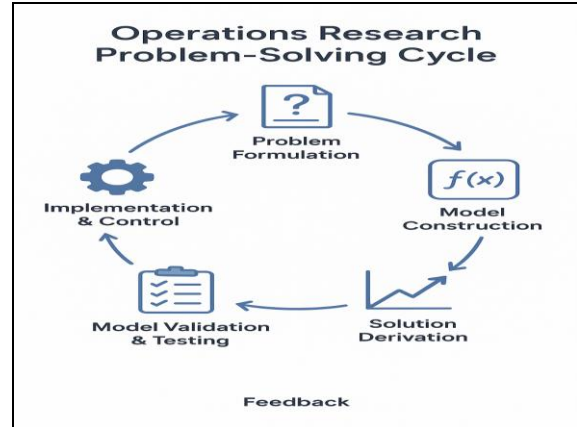 Operations Research
Problem-Solving Cycle
?
Problem
Formulation
f(x)
Model
Construction
Solution
Derivation
Model Validation
& Testing
Implementation
& Control
Feedback